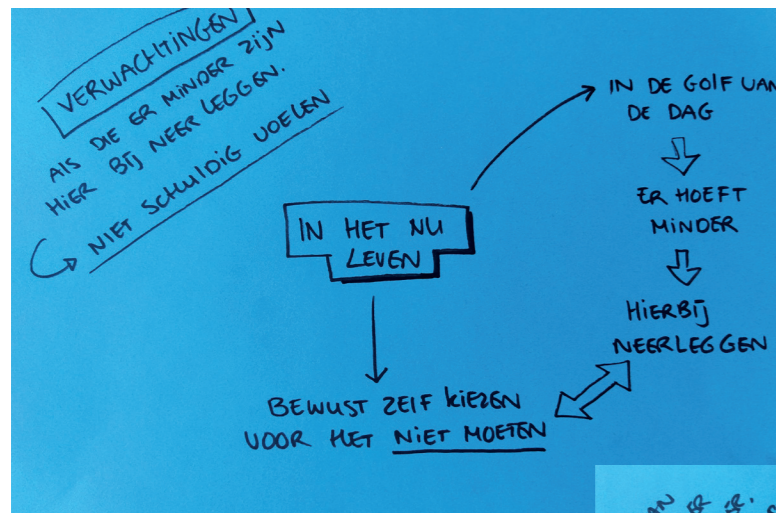 VERWACHTINGEN
ALS DIE ER MINDER ZIJN
HIER BIJ NEER LEGGEN.
NIET SCHULDIG VOELEN
IN HET NU
LEVEN
IN DE GOLF VAN
DE DAG
ER HOEFT
MINDER
HIERBIJ
NEERLEGGEN
BEWUST ZELF KIEZEN
VOOR HET NIET MOETEN